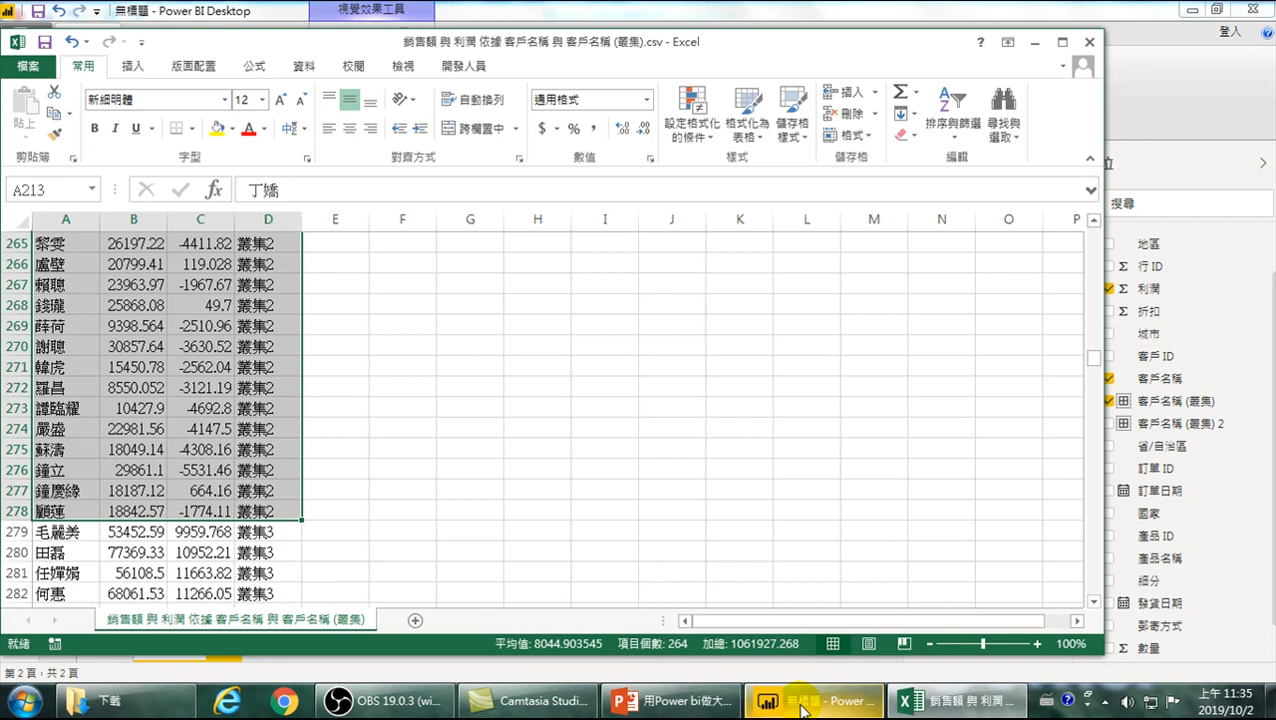 無標題 - Power BI Desktop
視覺效果工具
登入
銷售額 與 利潤 依據 客戶名稱 與 客戶名稱 (叢集).csv - Excel
檔案 常用 插入 版面配置 公式 資料 校閱 檢視 開發人員
貼上 新細明體 12 自動換列 通用格式 設定格式化的條件 格式化為表格 儲存格樣式 插入 排序與篩選 尋找與選取
B I U 跨欄置中 $ % 刪除
格式
剪貼簿 字型 對齊方式 數值 樣式 儲存格 編輯
A213 fx 丁嬌
A B C D E F G H I J K L M N O P
265 黎雯 26197.22 -4411.82 叢集2
266 盧壁 20799.41 119.028 叢集2
267 賴聰 23963.97 -1967.67 叢集2
268 錢瓏 25868.08 49.7 叢集2
269 薛荷 9398.564 -2510.96 叢集2
270 謝聰 30857.64 -3630.52 叢集2
271 韓虎 15450.78 -2562.04 叢集2
272 羅昌 8550.052 -3121.19 叢集2
273 譚臨耀 10427.9 -4692.8 叢集2
274 嚴盛 22981.56 -4147.5 叢集2
275 蘇濤 18049.14 -4308.16 叢集2
276 鐘立 29861.1 -5531.46 叢集2
277 鐘慶緣 18187.12 664.16 叢集2
278 顧蓮 18842.57 -1774.11 叢集2
279 毛麗美 53452.59 9959.768 叢集3
280 田磊 77369.33 10952.21 叢集3
281 任嬋娟 56108.5 11663.82 叢集3
282 何惠 68061.53 11266.05 叢集3
銷售額 與 利潤 依據 客戶名稱 與 客戶名稱 (叢集)
就緒 平均值: 8044.903545 項目個數: 264 加總: 1061927.268 100%
搜尋
地區
Σ 行 ID
Σ 利潤
Σ 折扣
城市
客戶 ID
客戶名稱
客戶名稱 (叢集)
客戶名稱 (叢集) 2
省/自治區
訂單 ID
訂單日期
國家
產品 ID
產品名稱
細分
發貨日期
郵寄方式
Σ 數量
第 2 頁，共 2 頁
下載 OBS 19.0.3 (wi... Camtasia Studi... 用Power bi做大... 無標題 - Power ... 銷售額 與 利潤 ...
上午 11:35
2019/10/2